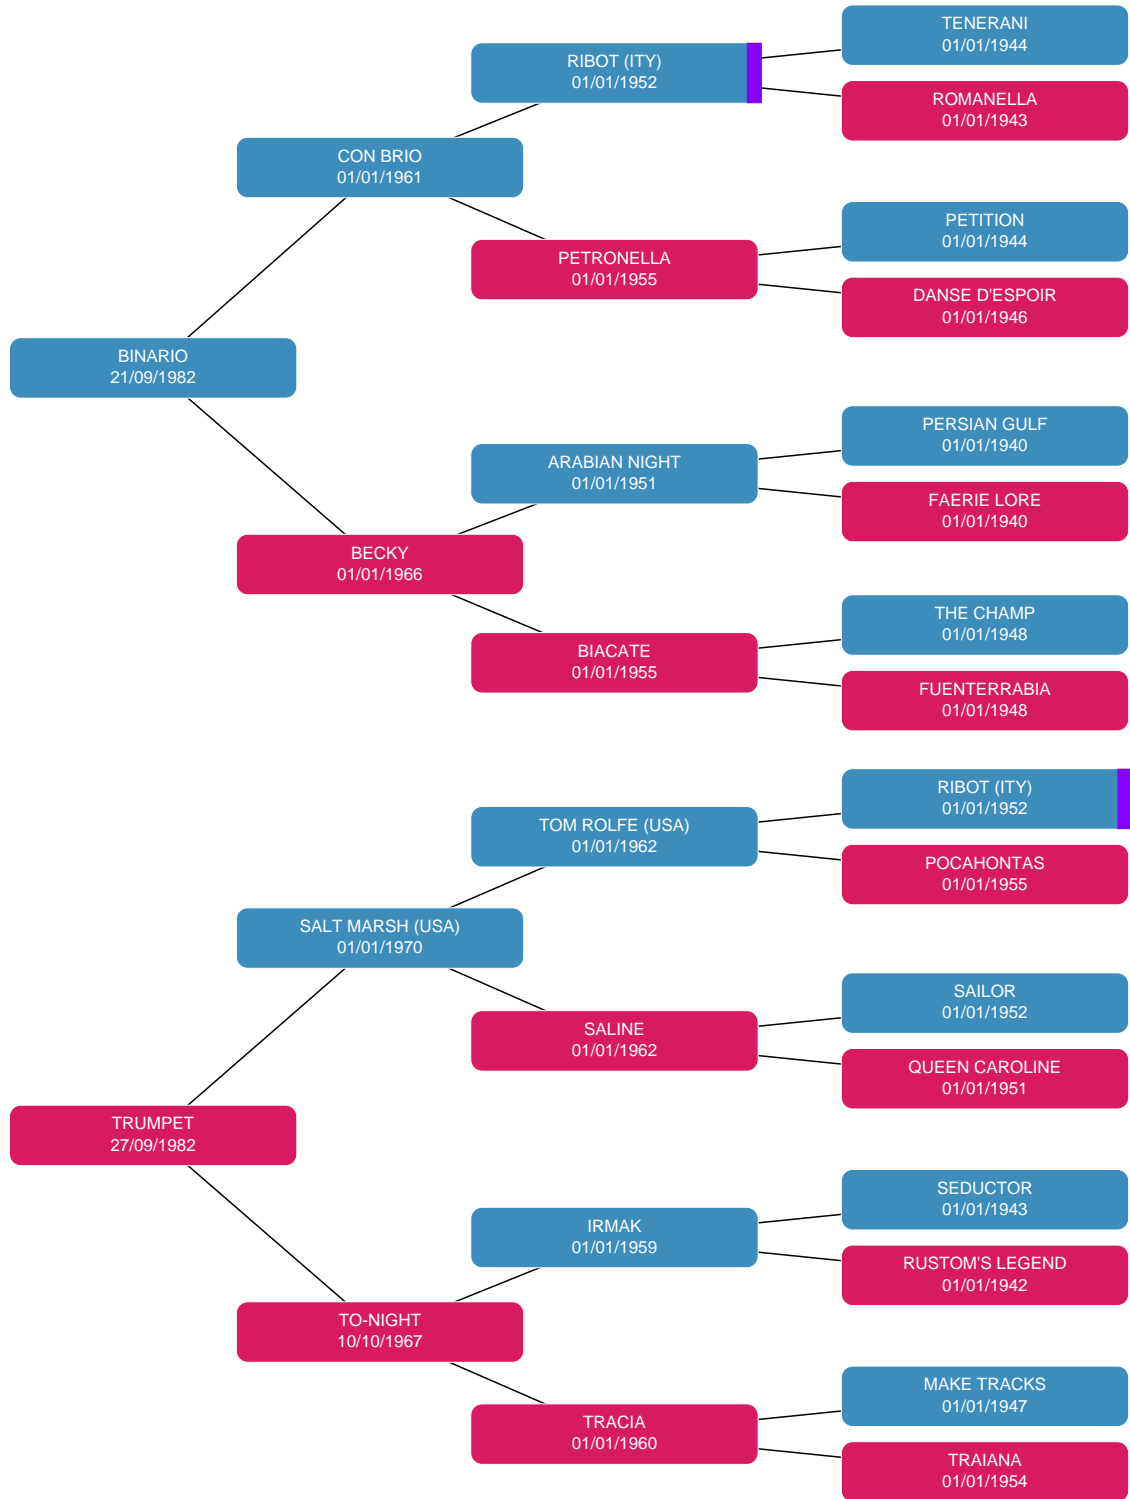 TENERANI
01/01/1944
RIBOT (ITY)
01/01/1952
ROMANELLA
01/01/1943
CON BRIO
01/01/1961
PETITION
01/01/1944
PETRONELLA
01/01/1955
DANSE D'ESPOIR
01/01/1946
BINARIO
21/09/1982
PERSIAN GULF
01/01/1940
ARABIAN NIGHT
01/01/1951
FAERIE LORE
01/01/1940
BECKY
01/01/1966
THE CHAMP
01/01/1948
BIACATE
01/01/1955
FUENTERRABIA
01/01/1948
RIBOT (ITY)
01/01/1952
TOM ROLFE (USA)
01/01/1962
POCAHONTAS
01/01/1955
SALT MARSH (USA)
01/01/1970
SAILOR
01/01/1952
SALINE
01/01/1962
QUEEN CAROLINE
01/01/1951
TRUMPET
27/09/1982
SEDUCTOR
01/01/1943
IRMAK
01/01/1959
RUSTOM'S LEGEND
01/01/1942
TO-NIGHT
10/10/1967
MAKE TRACKS
01/01/1947
TRACIA
01/01/1960
TRAIANA
01/01/1954